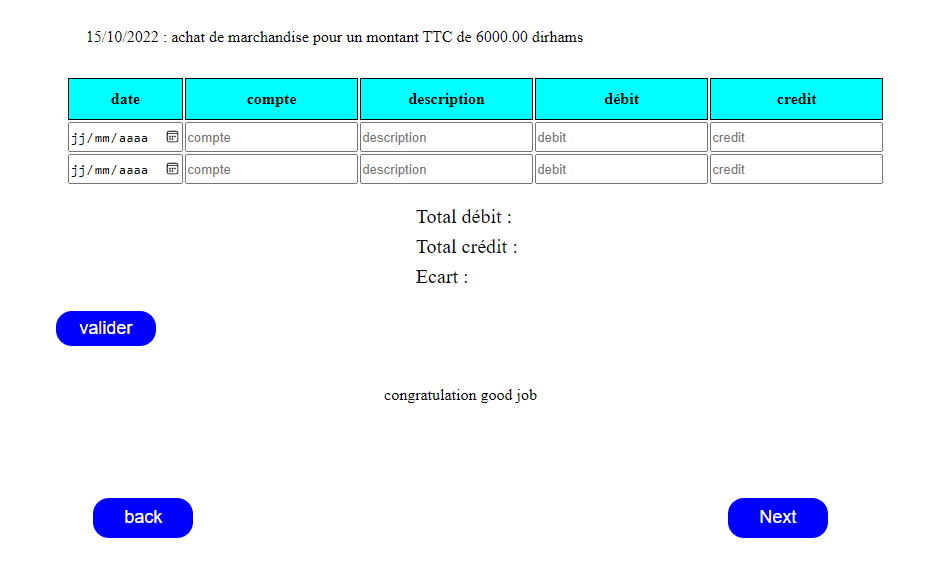 15/10/2022 : achat de marchandise pour un montant TTC de 6000.00 dirhams
date compte description débit credit
jj/mm/aaaa compte description debit credit
jj/mm/aaaa compte description debit credit
Total débit :
Total crédit :
Ecart :
valider
congratulation good job
back Next